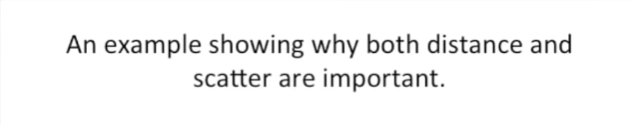 An example showing why both distance and
scatter are important.